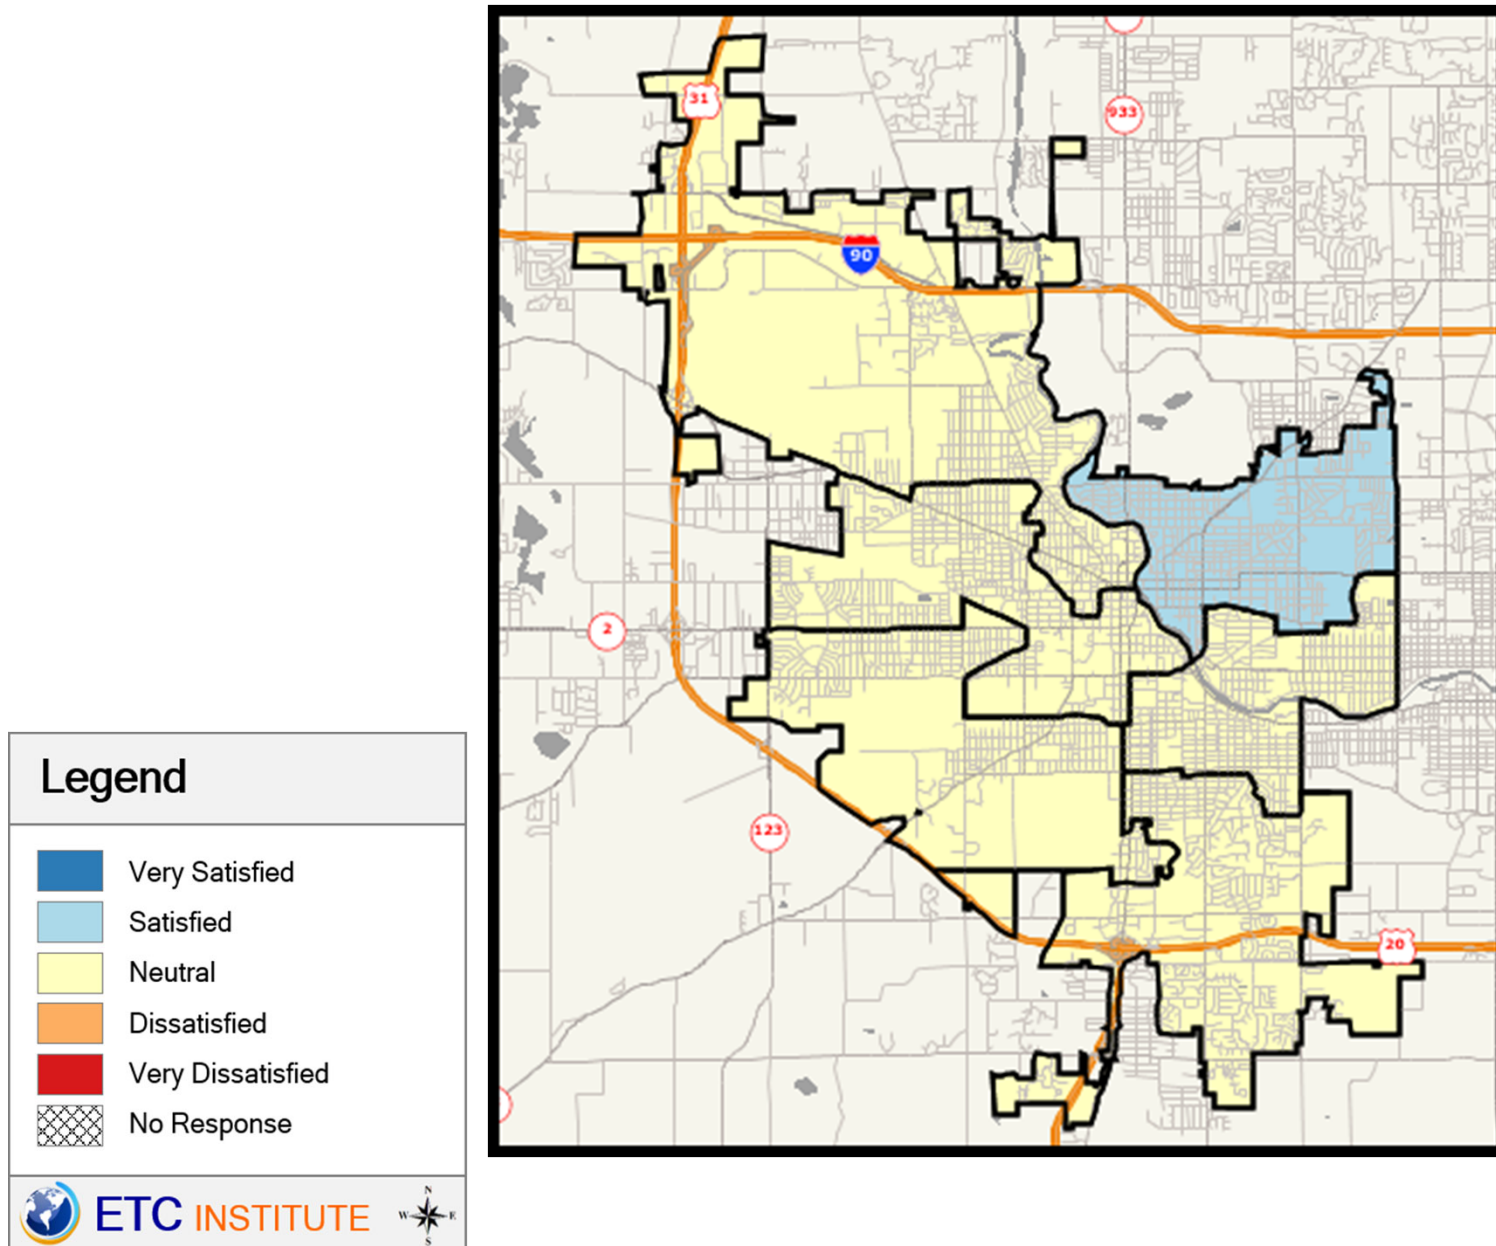 31
933
90
2
123
20
Legend
Very Satisfied
Satisfied
Neutral
Dissatisfied
Very Dissatisfied
No Response
ETC INSTITUTE
N
W E
S